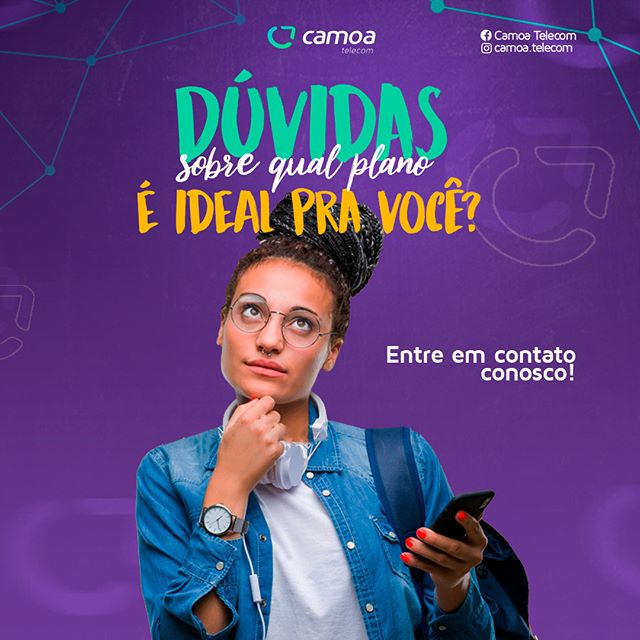 camoa
telecom
Camoa Telecom
camoa.telecom
DÚVIDAS
sobre qual plano
É IDEAL PRA VOCÊ?
Entre em contato
conosco!